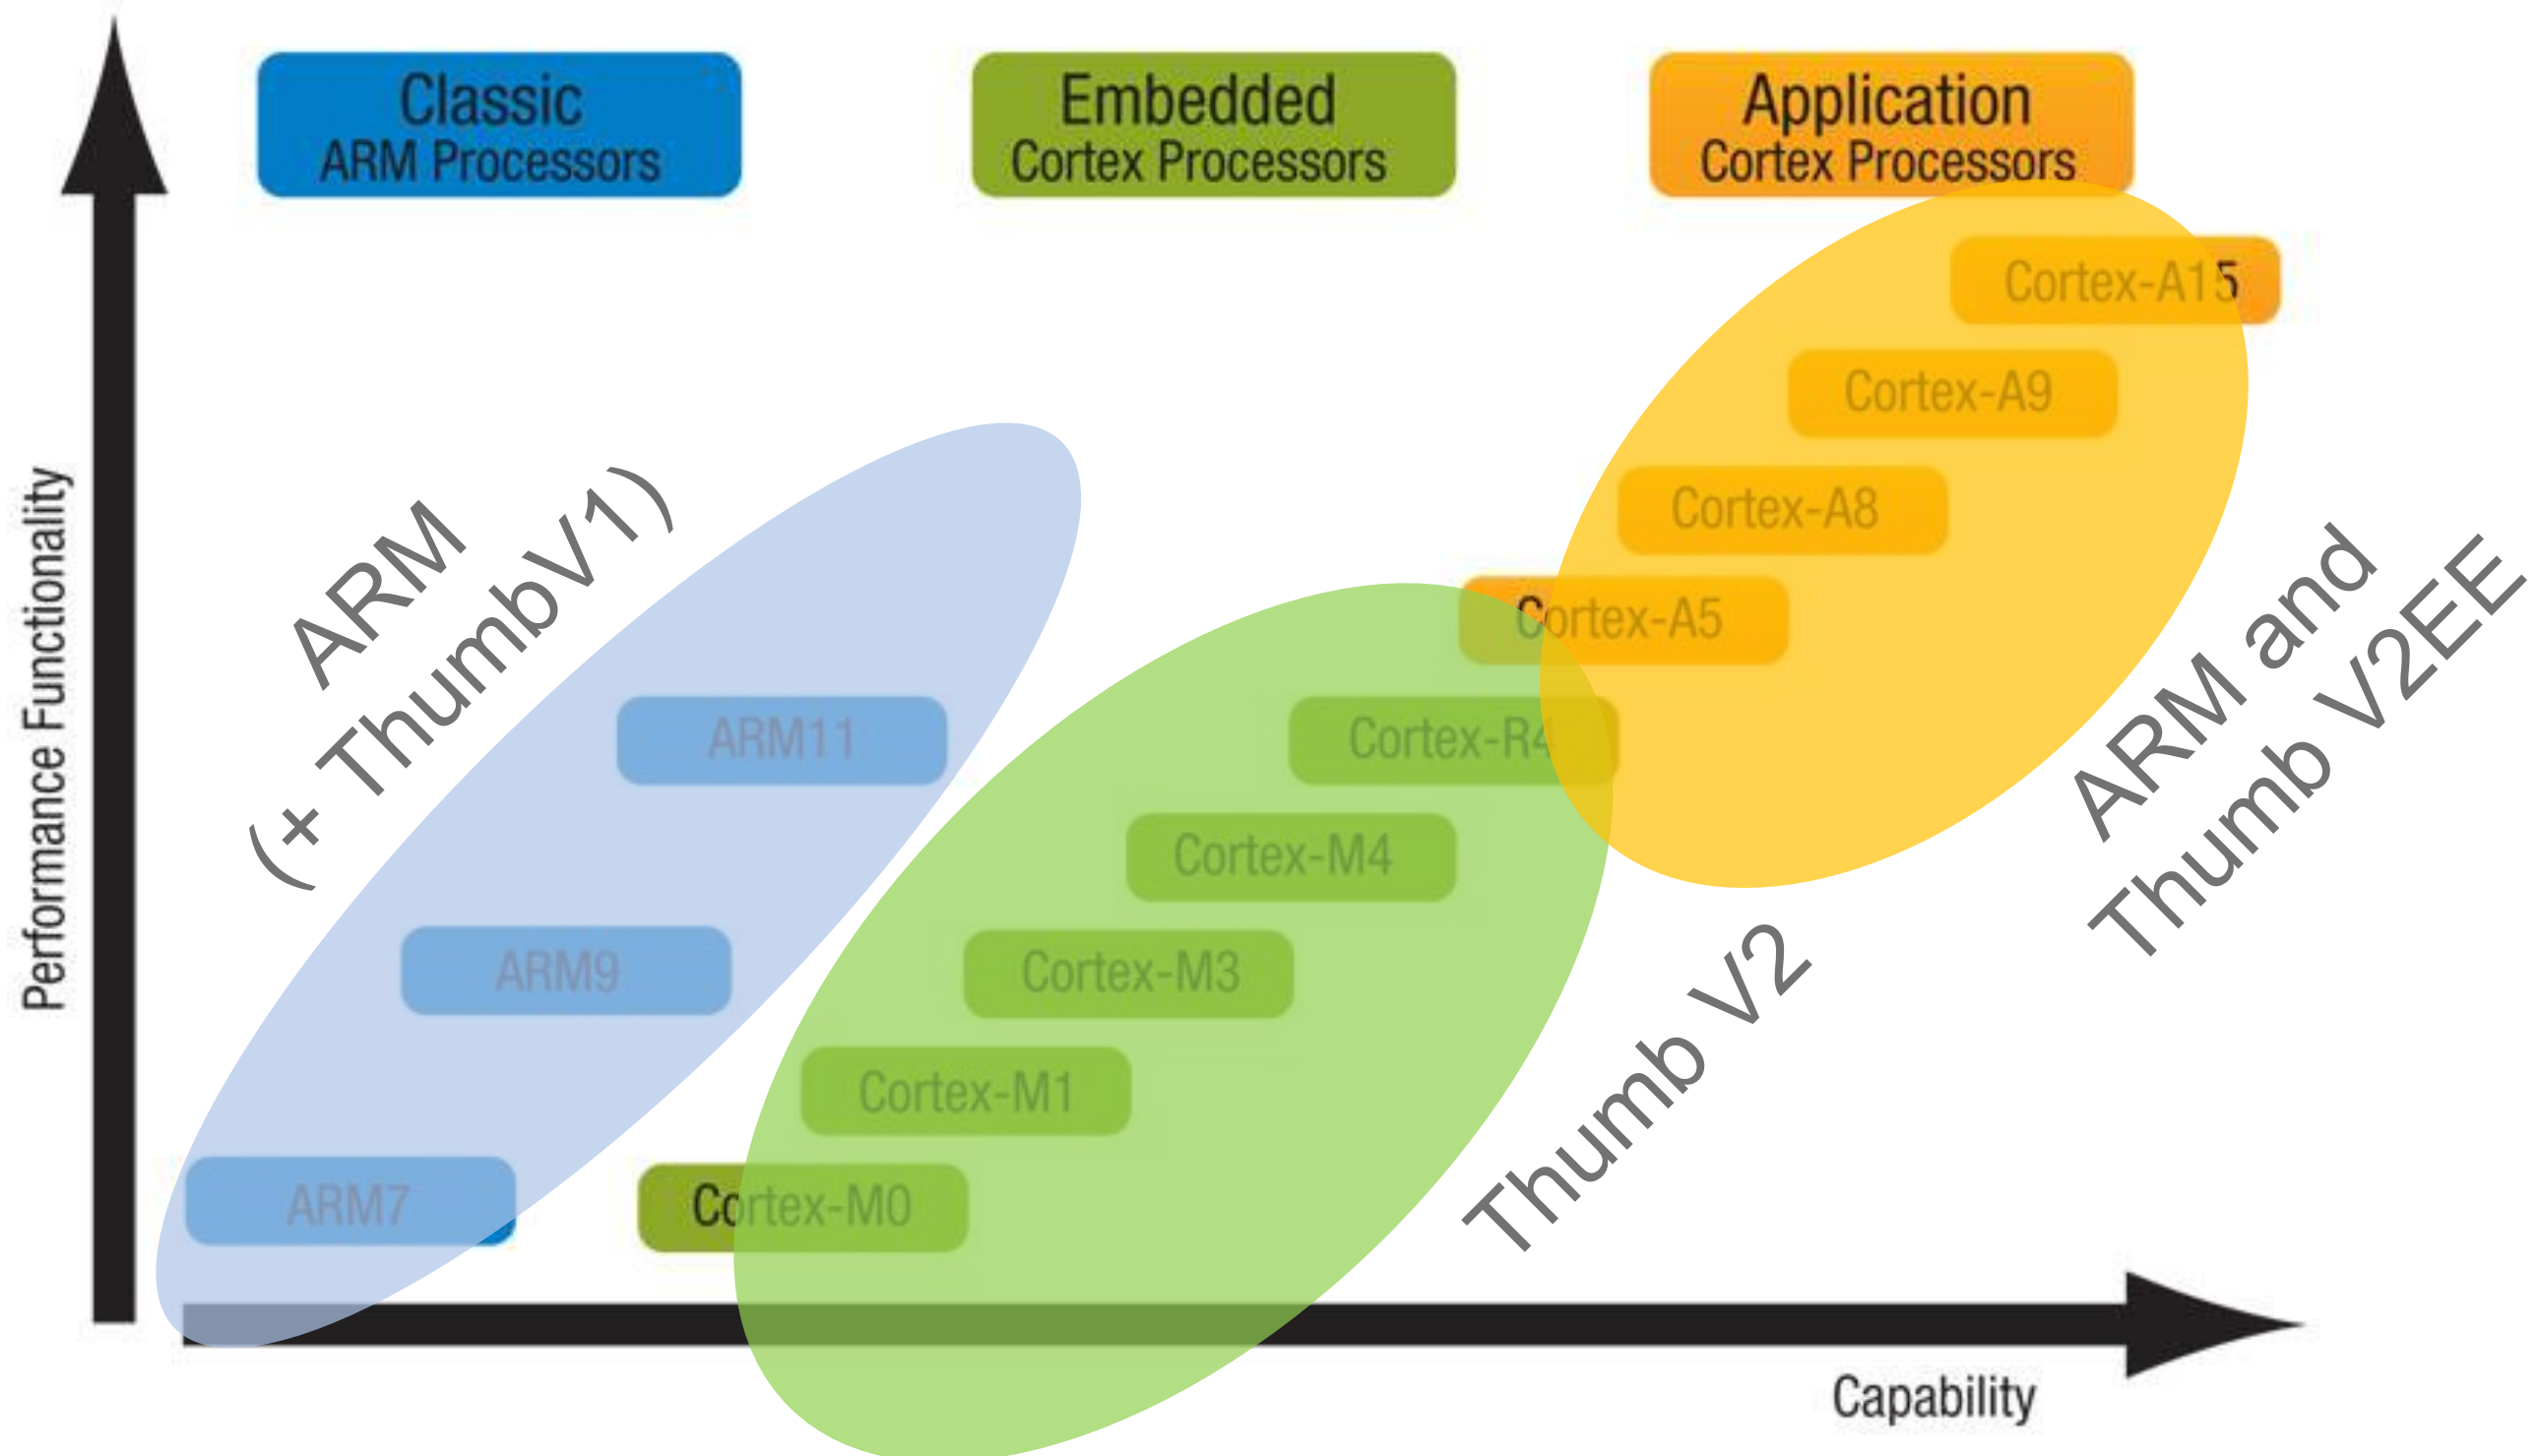 Classic
ARM Processors
Embedded
Cortex Processors
Application
Cortex Processors
Cortex-A15
Cortex-A9
Cortex-A8
Cortex-A5
ARM
(+ ThumbV1)
ARM and
Thumb V2EE
ARM11
Cortex-R4
Cortex-M4
ARM9
Cortex-M3
Thumb V2
Cortex-M1
ARM7
Cortex-M0
Performance Functionality
Capability